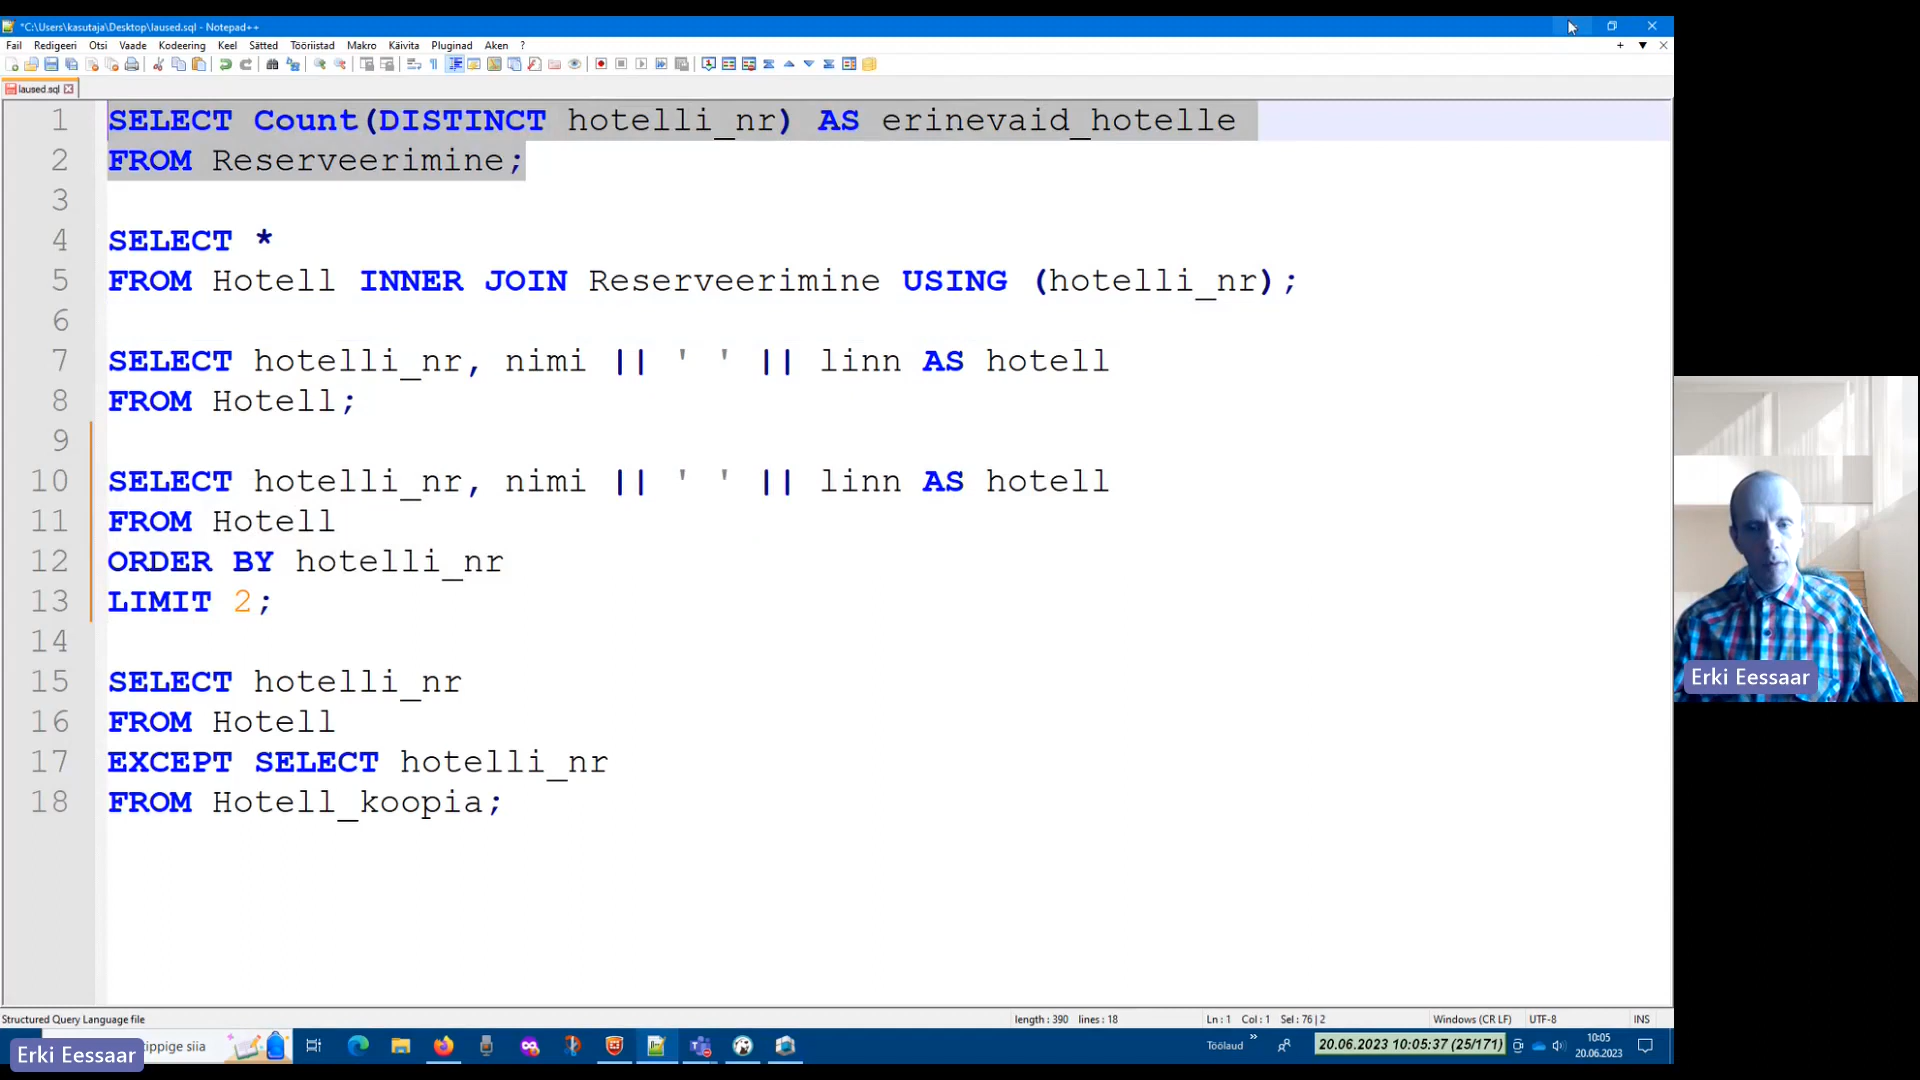 *C:\Users\kasutaja\Desktop\laused.sql - Notepad++
Fail Redigeeri Otsi Vaade Kodeering Keel Sätted Tööriistad Makro Käivita Pluginad Aken ?
laused.sql
1 SELECT Count(DISTINCT hotelli_nr) AS erinevaid_hotelle
2 FROM Reserveerimine;
3
4 SELECT *
5 FROM Hotell INNER JOIN Reserveerimine USING (hotelli_nr);
6
7 SELECT hotelli_nr, nimi || ' ' || linn AS hotell
8 FROM Hotell;
9
10 SELECT hotelli_nr, nimi || ' ' || linn AS hotell
11 FROM Hotell
12 ORDER BY hotelli_nr
13 LIMIT 2;
14
15 SELECT hotelli_nr
16 FROM Hotell
17 EXCEPT SELECT hotelli_nr
18 FROM Hotell_koopia;
Erki Eessaar
Structured Query Language file length : 390 lines : 18 Ln : 1 Col : 1 Sel : 76 | 2 Windows (CR LF) UTF-8 INS
Erki Eessaar
tippige siia
Töölaud
20.06.2023 10:05:37 (25/171)
10:05
20.06.2023